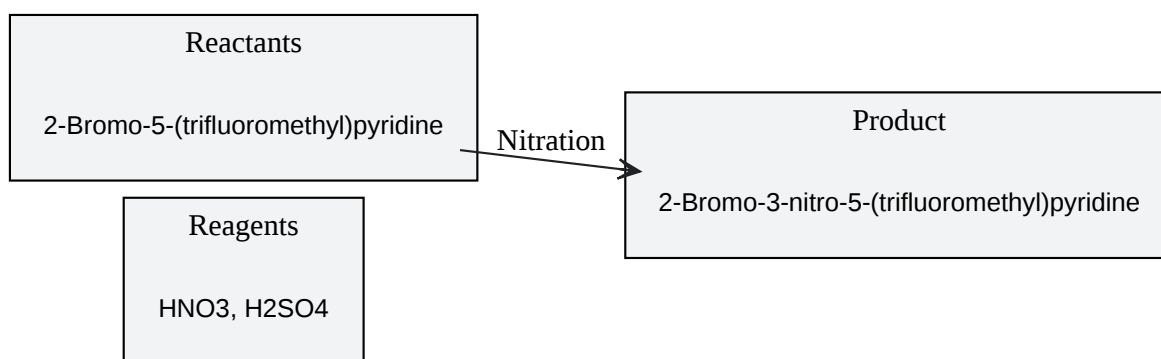 Reactants
2-Bromo-5-(trifluoromethyl)pyridine
Nitration
Product
2-Bromo-3-nitro-5-(trifluoromethyl)pyridine
Reagents
HNO3, H2SO4